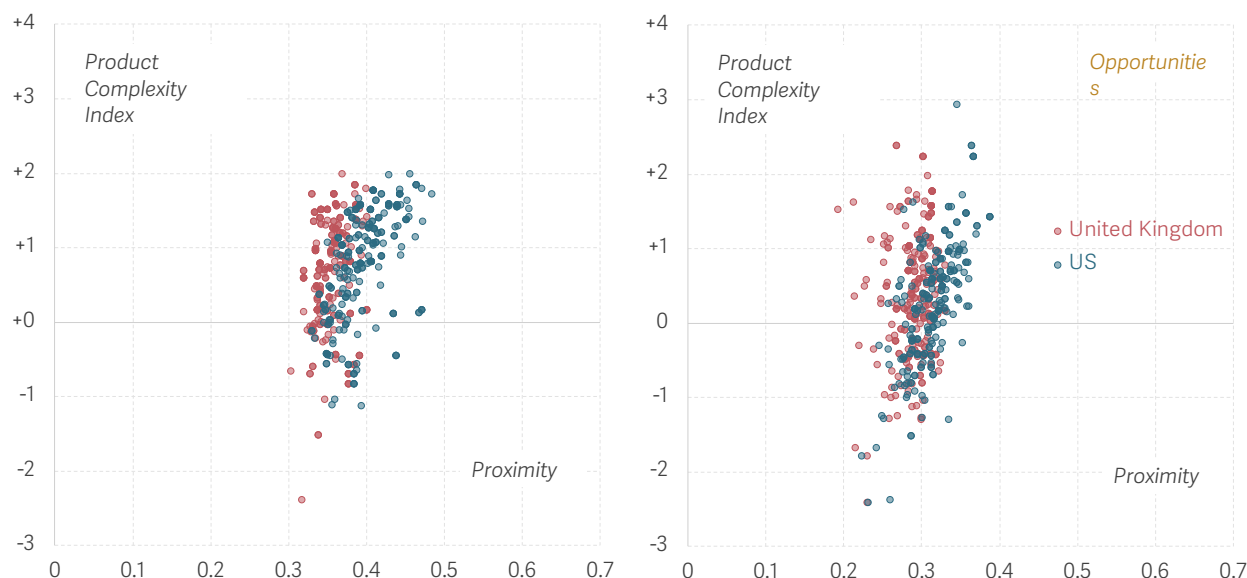 +4
+3
+2
+1
+0
-1
-2
-3
Product
Complexity
Index
Proximity
0
0.1
0.2
0.3
0.4
0.5
0.6
0.7
+4
+3
+2
+1
0
-1
-2
-3
Product
Complexity
Index
Opportunitie
s
United Kingdom
US
Proximity
0
0.1
0.2
0.3
0.4
0.5
0.6
0.7